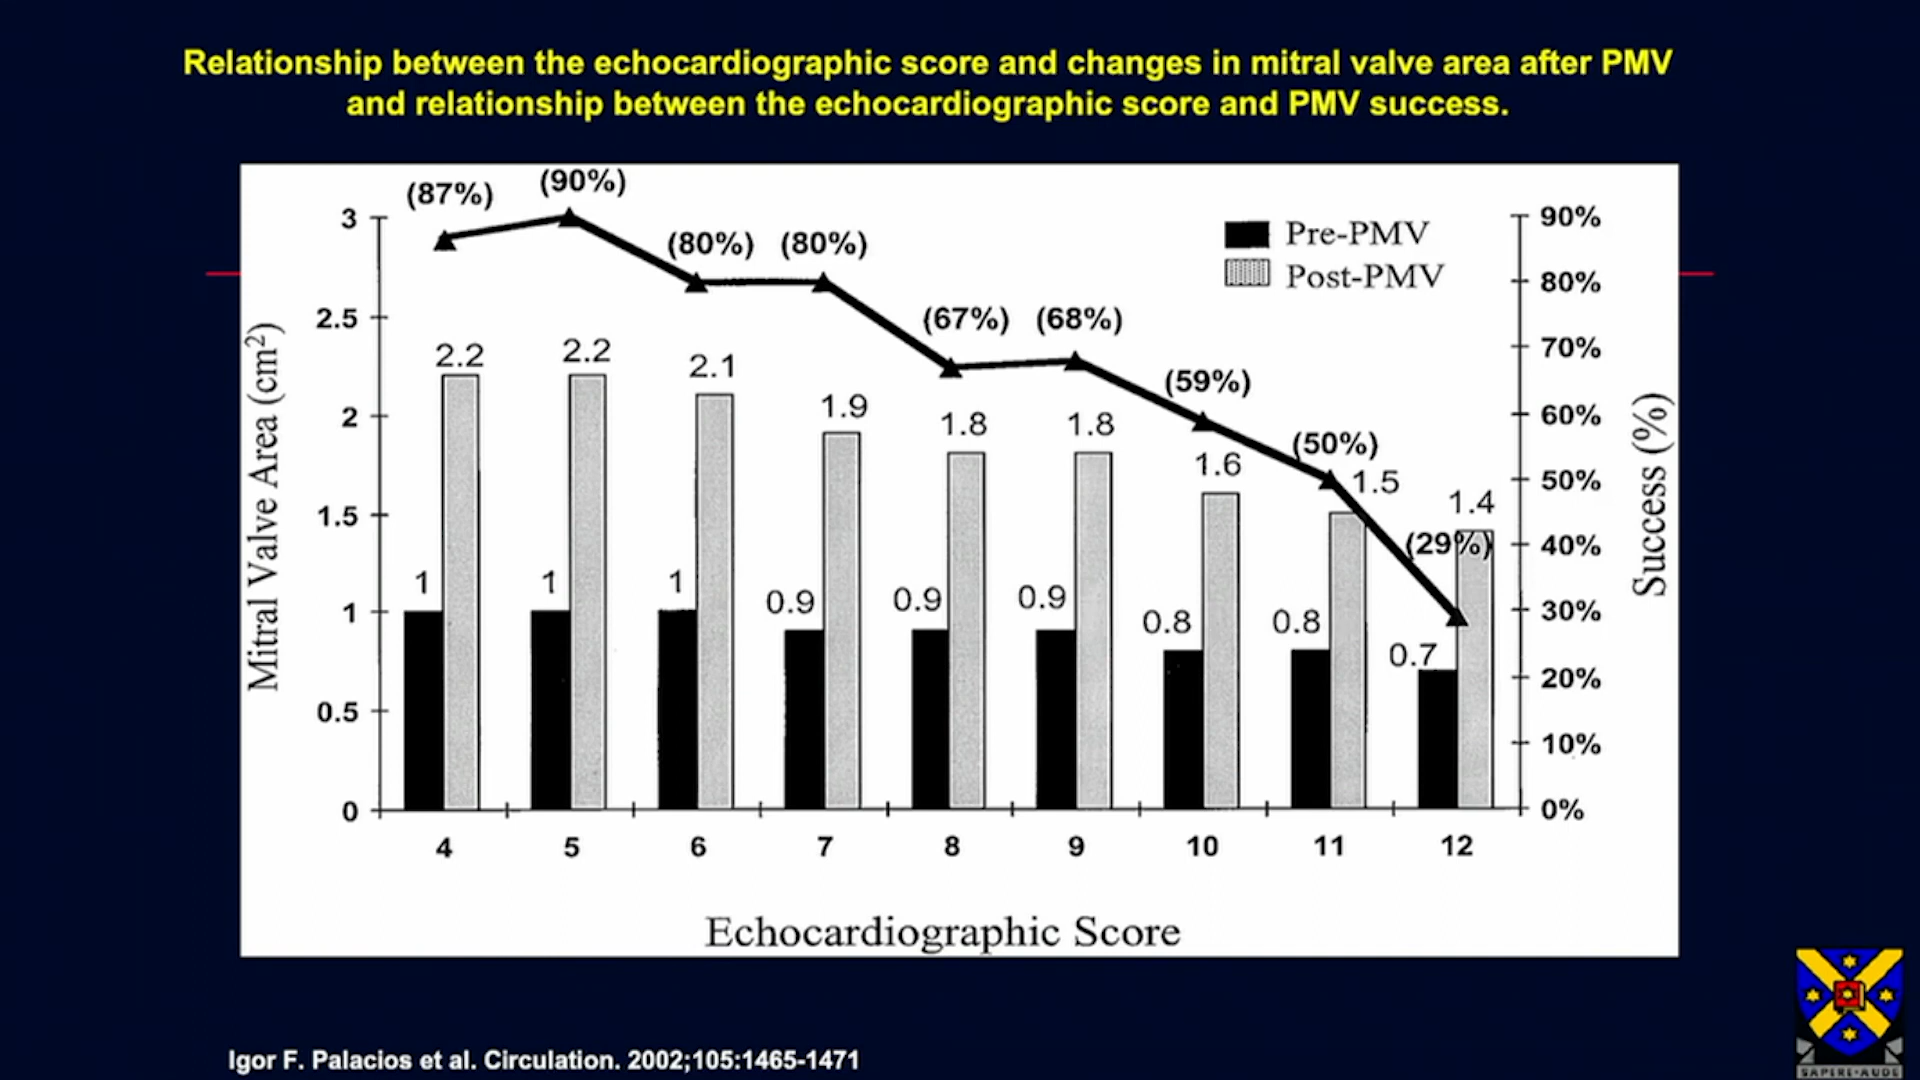 Relationship between the echocardiographic score and changes in mitral valve area after PMV
and relationship between the echocardiographic score and PMV success.
(87%) (90%) (80%) (80%) (67%) (68%) (59%) (50%) (29%)
Pre-PMV
Post-PMV
Mitral Valve Area (cm²)
3
2.5
2
1.5
1
0.5
0
2.2 2.2 2.1 1.9 1.8 1.8 1.6 1.5 1.4
1 1 1 0.9 0.9 0.9 0.8 0.8 0.7
90%
80%
70%
60%
50%
40%
30%
20%
10%
0%
Success (%)
4 5 6 7 8 9 10 11 12
Echocardiographic Score
Igor F. Palacios et al. Circulation. 2002;105:1465-1471
SAPERE·AUDE